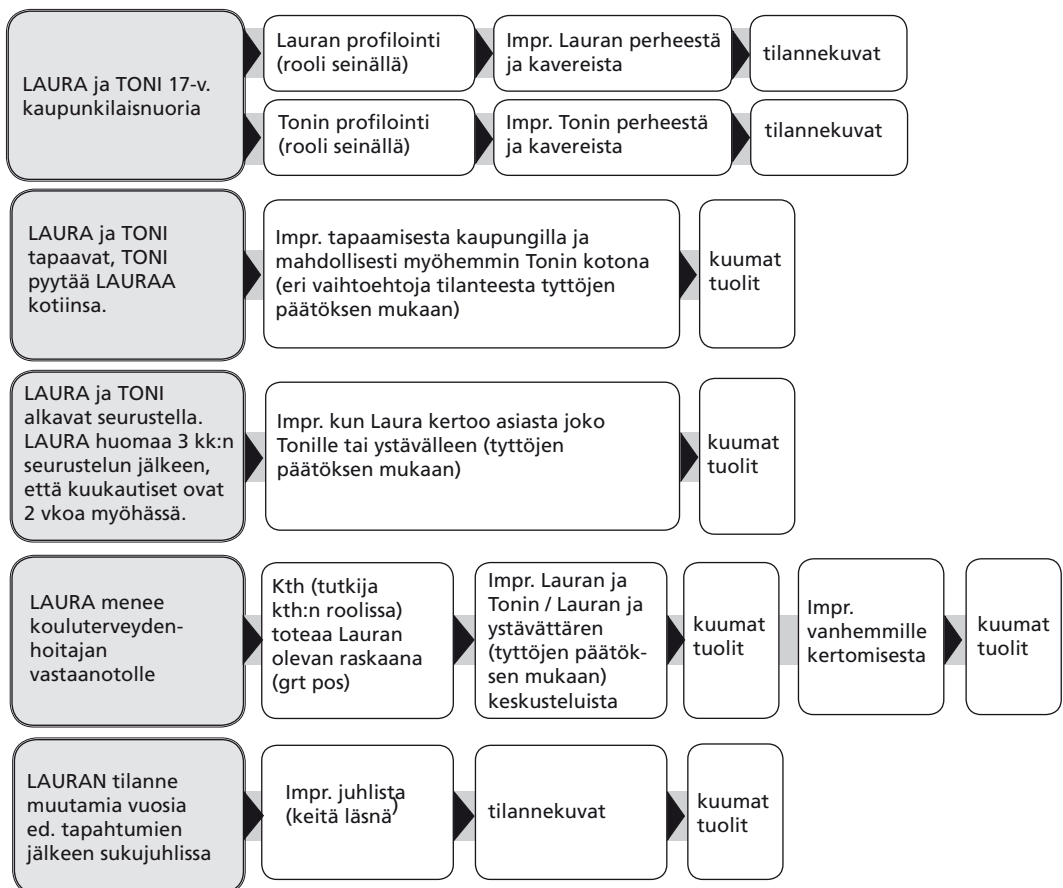 LAURA ja TONI 17-v.
kaupunkilaisnuoria
Lauran profilointi
(rooli seinällä)
Impr. Lauran perheestä
ja kavereista
tilannekuvat
Tonin profilointi
(rooli seinällä)
Impr. Tonin perheestä
ja kavereista
tilannekuvat
LAURA ja TONI
tapaavat, TONI
pyytää LAURAA
kotiinsa.
Impr. tapaamisesta kaupungilla ja
mahdollisesti myöhemmin Tonin kotona
(eri vaihtoehtoja tilanteesta tyttöjen
päätöksen mukaan)
kuumat
tuolit
LAURA ja TONI
alkavat seurustella.
LAURA huomaa 3 kk:n
seurustelun jälkeen,
että kuukautiset ovat
2 vkoa myöhässä.
Impr. kun Laura kertoo asiasta joko
Tonille tai ystävälleen (tyttöjen
päätöksen mukaan)
kuumat
tuolit
LAURA menee
kouluterveyden-
hoitajan
vastaanotolle
Kth (tutkija
kth:n roolissa)
toteaa Lauran
olevan raskaana
(grt pos)
Impr. Lauran ja
Tonin / Lauran ja
ystävättären
(tyttöjen päätök-
sen mukaan)
keskusteluista
kuumat
tuolit
Impr.
vanhemmille
kertomisesta
kuumat
tuolit
LAURAN tilanne
muutamia vuosia
ed. tapahtumien
jälkeen sukujuhlissa
Impr. juhlista
(keitä läsnä)
tilannekuvat
kuumat
tuolit